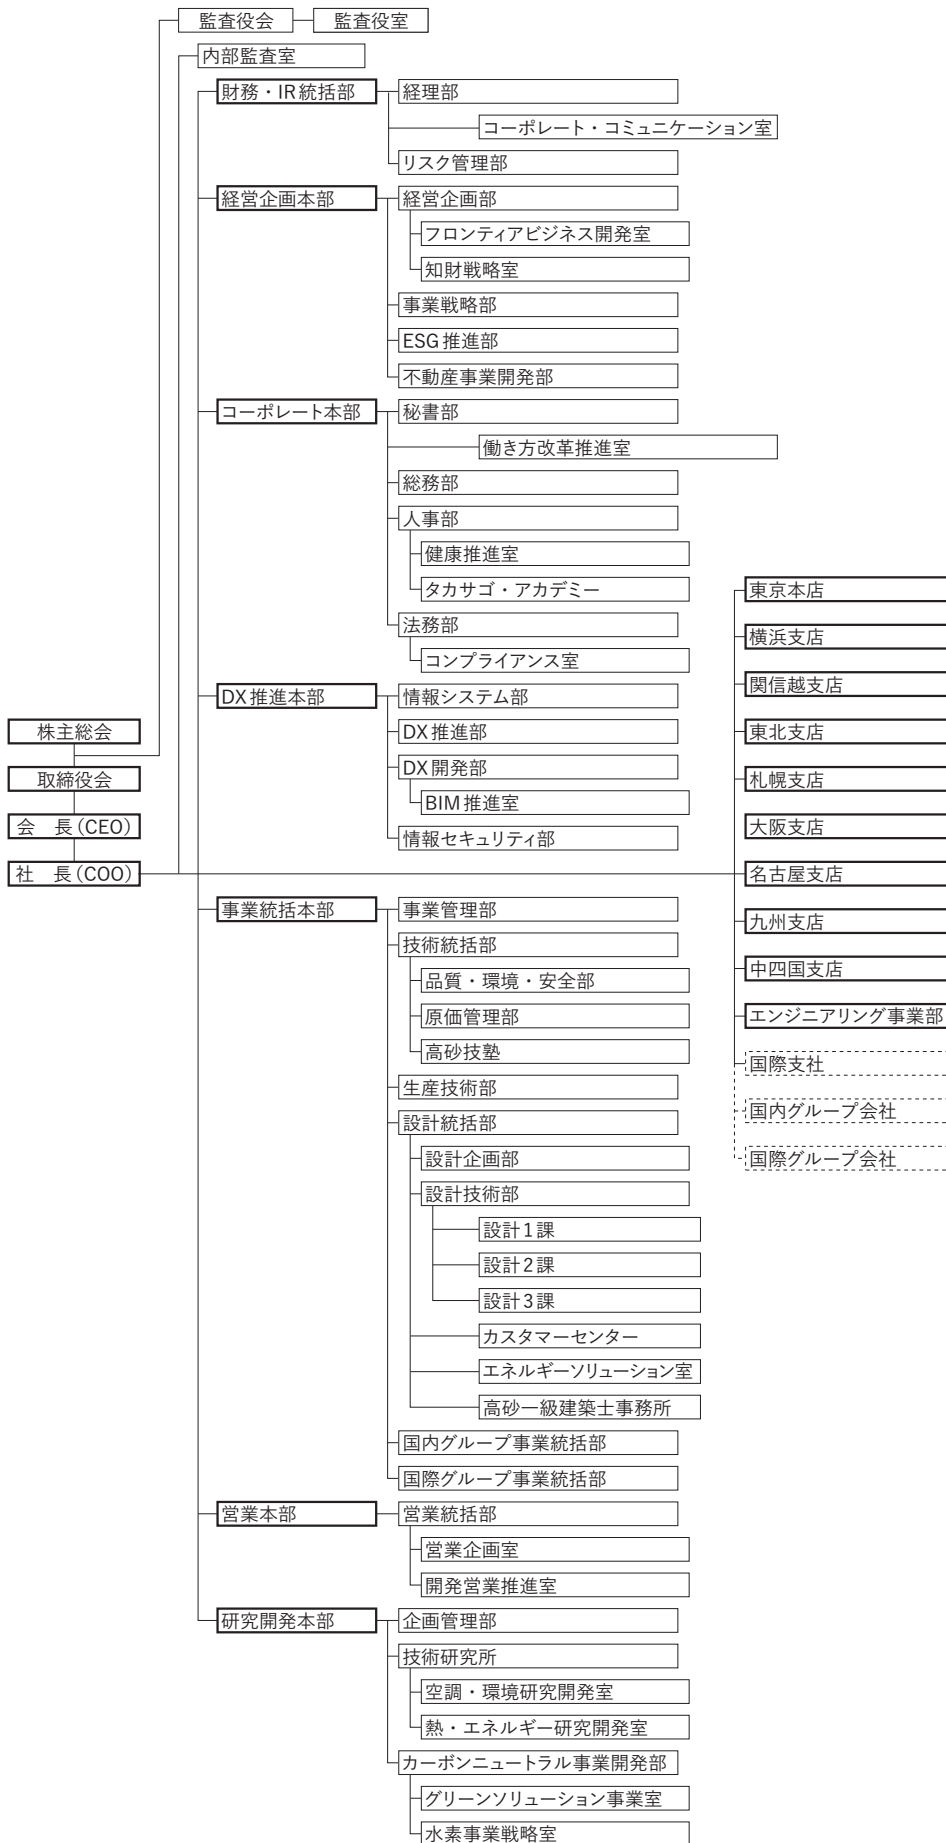 監査役会
監査役室
内部監査室
財務・IR統括部
経理部
コーポレート・コミュニケーション室
リスク管理部
経営企画本部
経営企画部
フロンティアビジネス開発室
知財戦略室
事業戦略部
ESG推進部
不動産事業開発部
コーポレート本部
秘書部
働き方改革推進室
総務部
人事部
健康推進室
タカサゴ・アカデミー
法務部
コンプライアンス室
DX推進本部
情報システム部
DX推進部
DX開発部
BIM推進室
情報セキュリティ部
株主総会
取締役会
会　長(CEO)
社　長(COO)
事業統括本部
事業管理部
技術統括部
品質・環境・安全部
原価管理部
高砂技塾
生産技術部
設計統括部
設計企画部
設計技術部
設計1課
設計2課
設計3課
カスタマーセンター
エネルギーソリューション室
高砂一級建築士事務所
国内グループ事業統括部
国際グループ事業統括部
営業本部
営業統括部
営業企画室
開発営業推進室
研究開発本部
企画管理部
技術研究所
空調・環境研究開発室
熱・エネルギー研究開発室
カーボンニュートラル事業開発部
グリーンソリューション事業室
水素事業戦略室
東京本店
横浜支店
関信越支店
東北支店
札幌支店
大阪支店
名古屋支店
九州支店
中四国支店
エンジニアリング事業部
国際支社
国内グループ会社
国際グループ会社